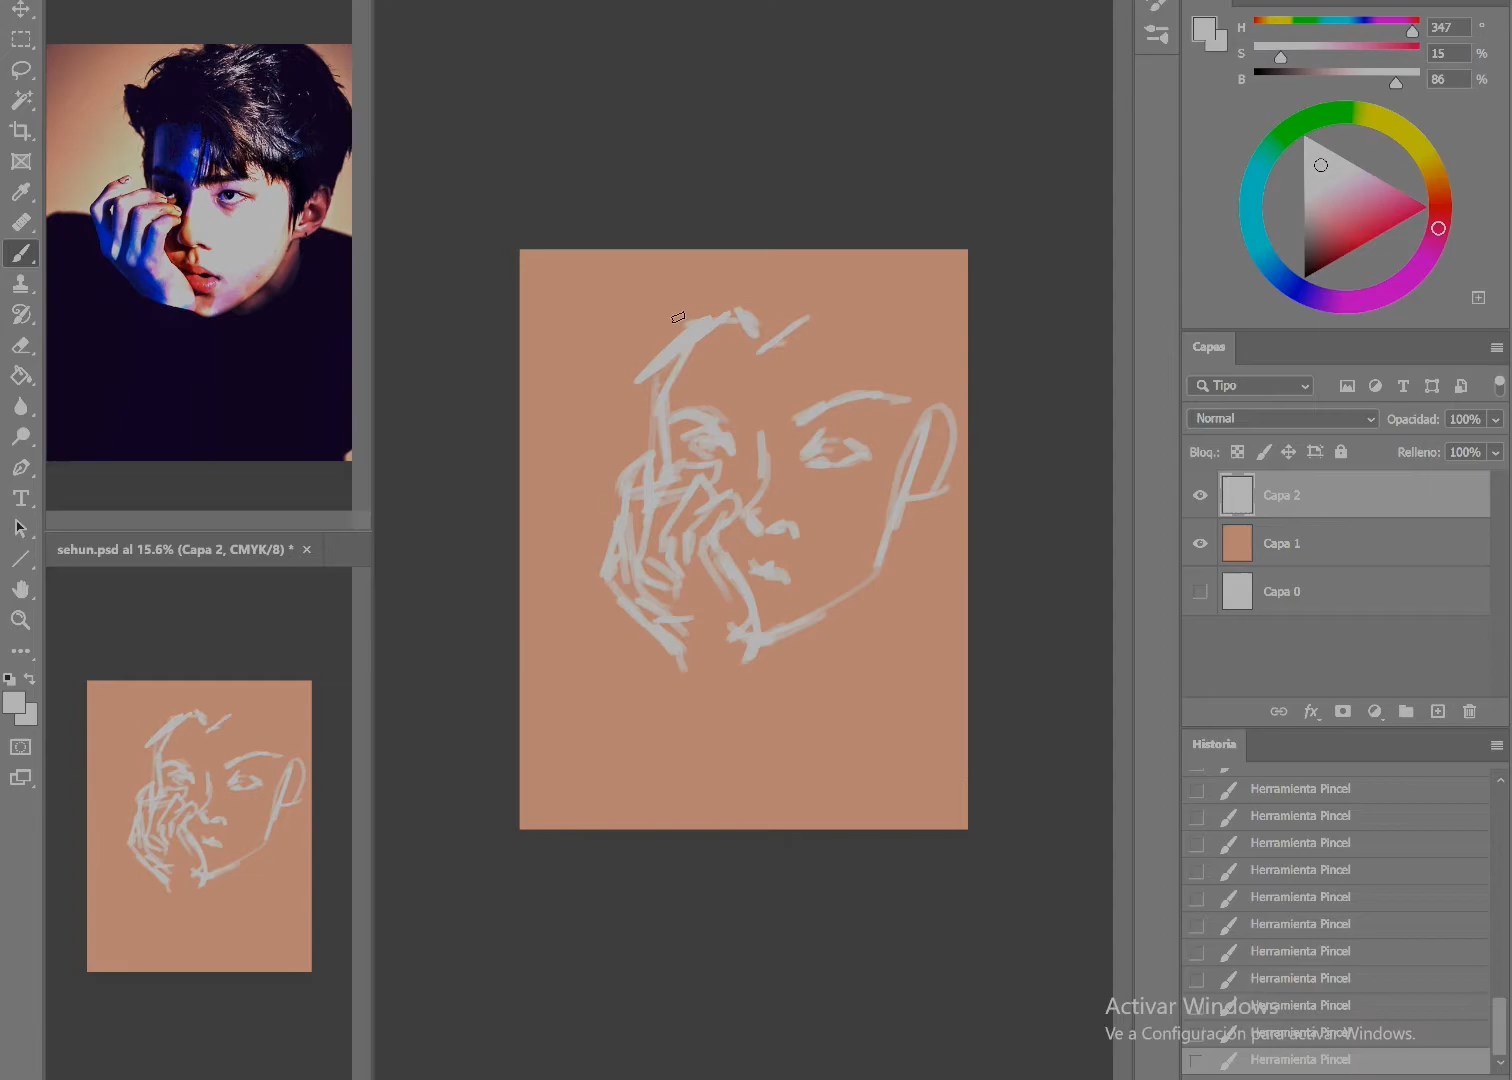 H 347 °
S 15 %
B 86 %
Capas
Tipo
Normal Opacidad: 100%
Bloq.: Relleno: 100%
Capa 2
Capa 1
Capa 0
sehun.psd al 15.6% (Capa 2, CMYK/8) * ×
Historia
Herramienta Pincel
Herramienta Pincel
Herramienta Pincel
Herramienta Pincel
Herramienta Pincel
Herramienta Pincel
Herramienta Pincel
Herramienta Pincel
Herramienta Pincel
Herramienta Pincel
Herramienta Pincel
Activar Windows
Ve a Configuración para activar Windows.